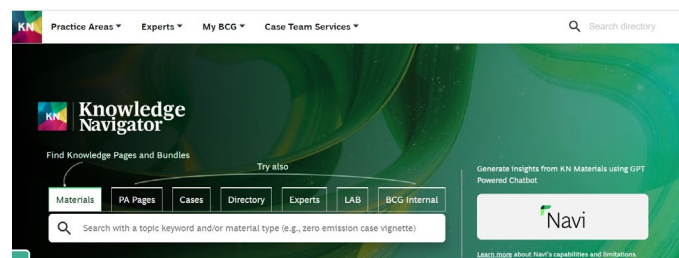 KN Practice Areas Experts My BCG Case Team Services Search directory
KN Knowledge
Navigator
Find Knowledge Pages and Bundles
Try also
Materials PA Pages Cases Directory Experts LAB BCG Internal
Search with a topic keyword and/or material type (e.g., zero emission case vignette)
Generate insights from KN Materials using GPT
Powered Chatbot
Navi
Learn more about Navi's capabilities and limitations.